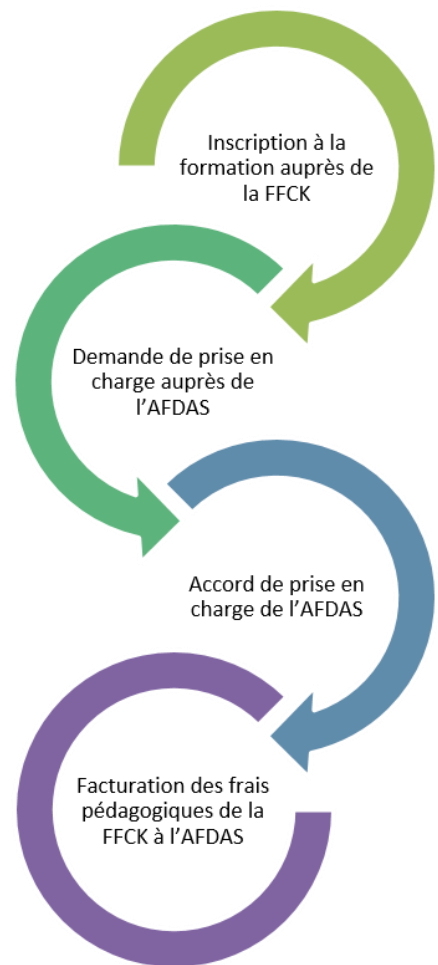 Inscription à la
formation auprès de
la FFCK
Demande de prise en
charge auprès de
l’AFDAS
Accord de prise en
charge de l’AFDAS
Facturation des frais
pédagogiques de la
FFCK à l’AFDAS